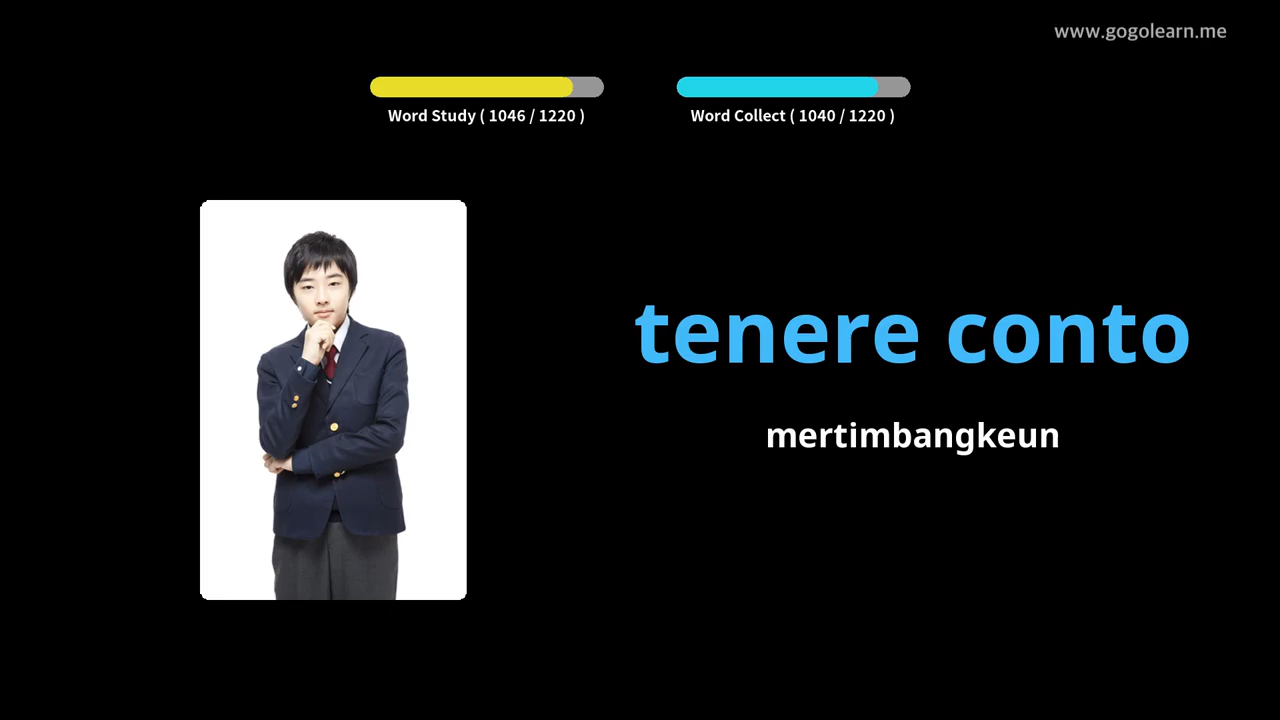 www.gogolearn.me
Word Study ( 1046 / 1220 )
Word Collect ( 1040 / 1220 )
tenere conto
mertimbangkeun